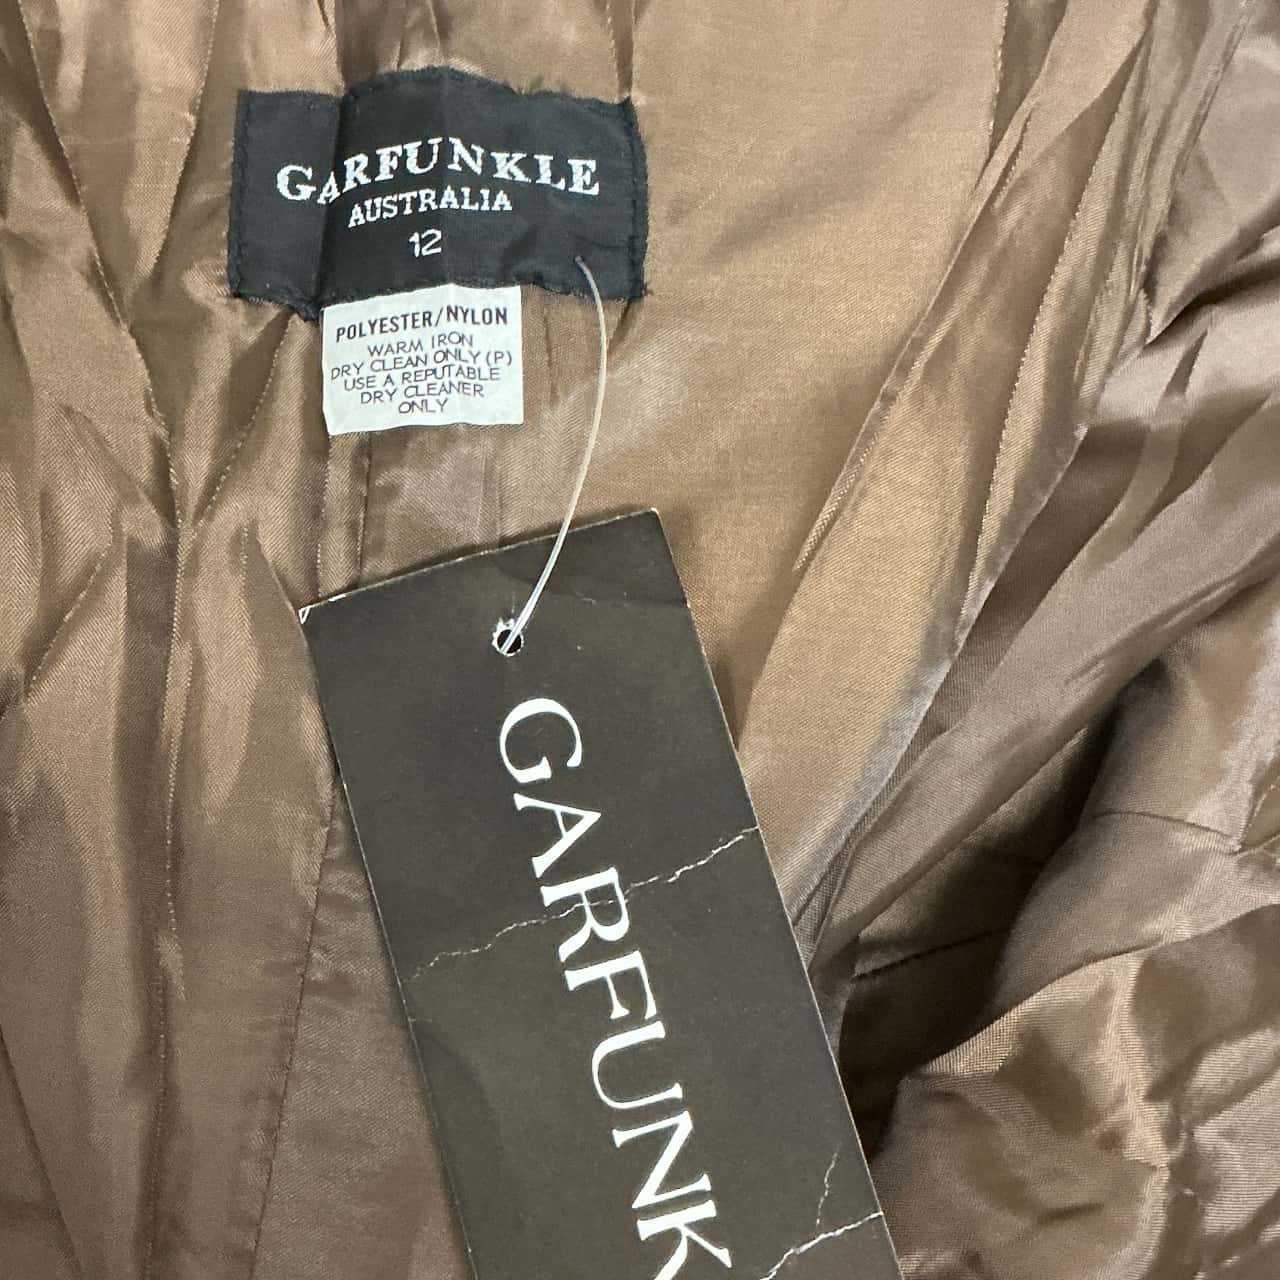 GARFUNKLE
AUSTRALIA
12
POLYESTER/NYLON
WARM IRON
DRY CLEAN ONLY (P)
USE A REPUTABLE
DRY CLEANER
ONLY
GARFUNK